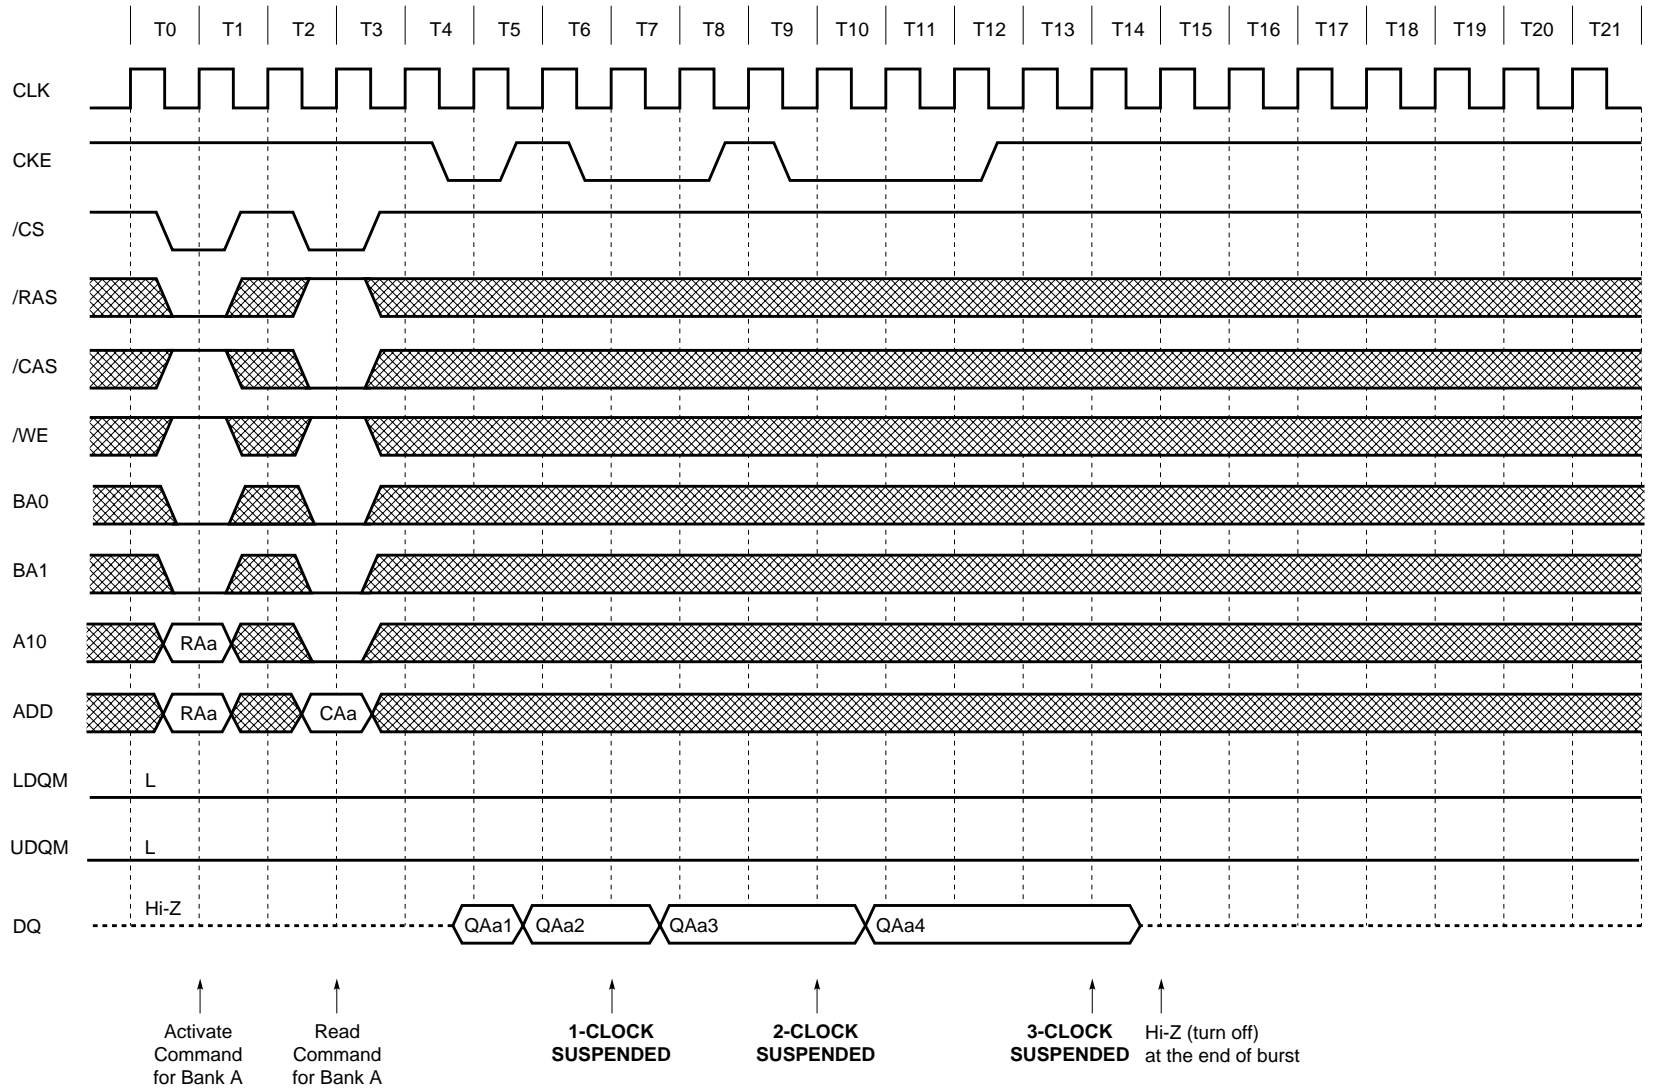 T0 T1 T2 T3 T4 T5 T6 T7 T8 T9 T10 T11 T12 T13 T14 T15 T16 T17 T18 T19 T20 T21
CLK
CKE
/CS
/RAS
/CAS
/WE
BA0
BA1
A10 RAa
ADD RAa CAa
LDQM L
UDQM L
DQ Hi-Z QAa1 QAa2 QAa3 QAa4
Activate
Command
for Bank A
Read
Command
for Bank A
1-CLOCK
SUSPENDED
2-CLOCK
SUSPENDED
3-CLOCK
SUSPENDED
Hi-Z (turn off)
at the end of burst